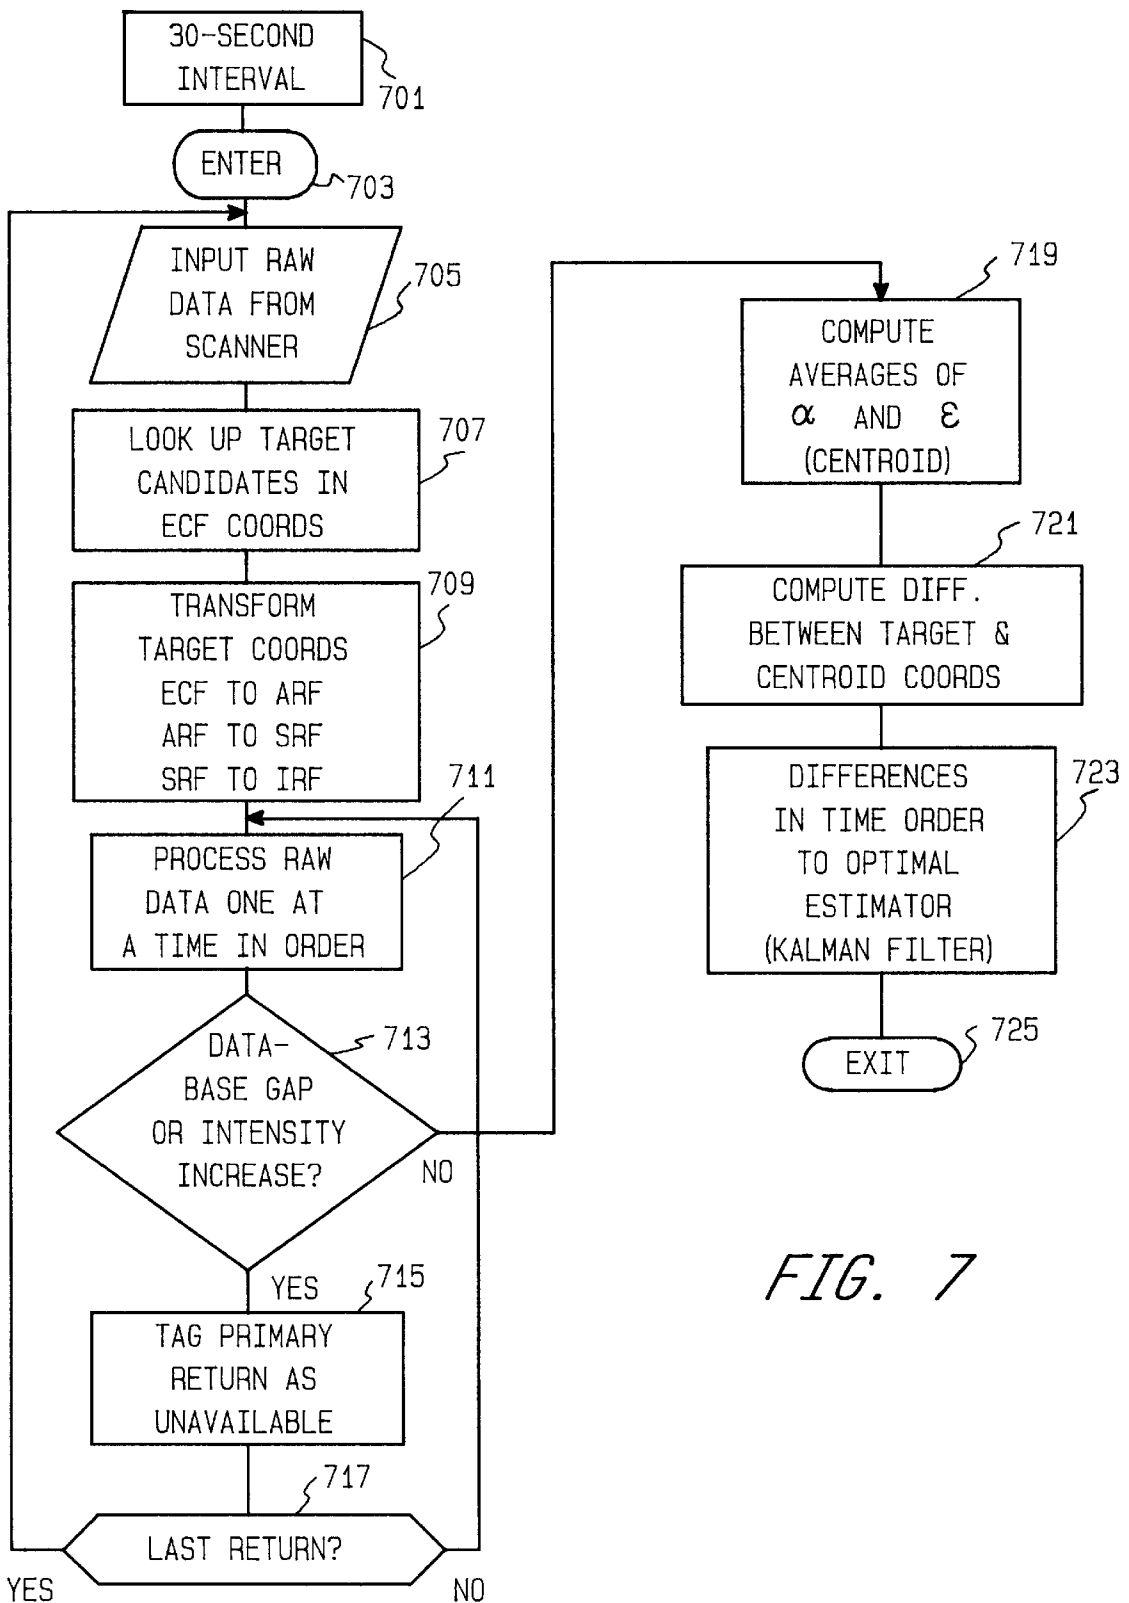 30-SECOND
INTERVAL
701
ENTER
703
INPUT RAW
DATA FROM
SCANNER
705
LOOK UP TARGET
CANDIDATES IN
ECF COORDS
707
TRANSFORM
TARGET COORDS
ECF TO ARF
ARF TO SRF
SRF TO IRF
709
PROCESS RAW
DATA ONE AT
A TIME IN ORDER
711
DATA-
BASE GAP
OR INTENSITY
INCREASE?
713
NO
YES
TAG PRIMARY
RETURN AS
UNAVAILABLE
715
LAST RETURN?
717
YES
NO
COMPUTE
AVERAGES OF
α AND ε
(CENTROID)
719
COMPUTE DIFF.
BETWEEN TARGET &
CENTROID COORDS
721
DIFFERENCES
IN TIME ORDER
TO OPTIMAL
ESTIMATOR
(KALMAN FILTER)
723
EXIT
725
FIG. 7